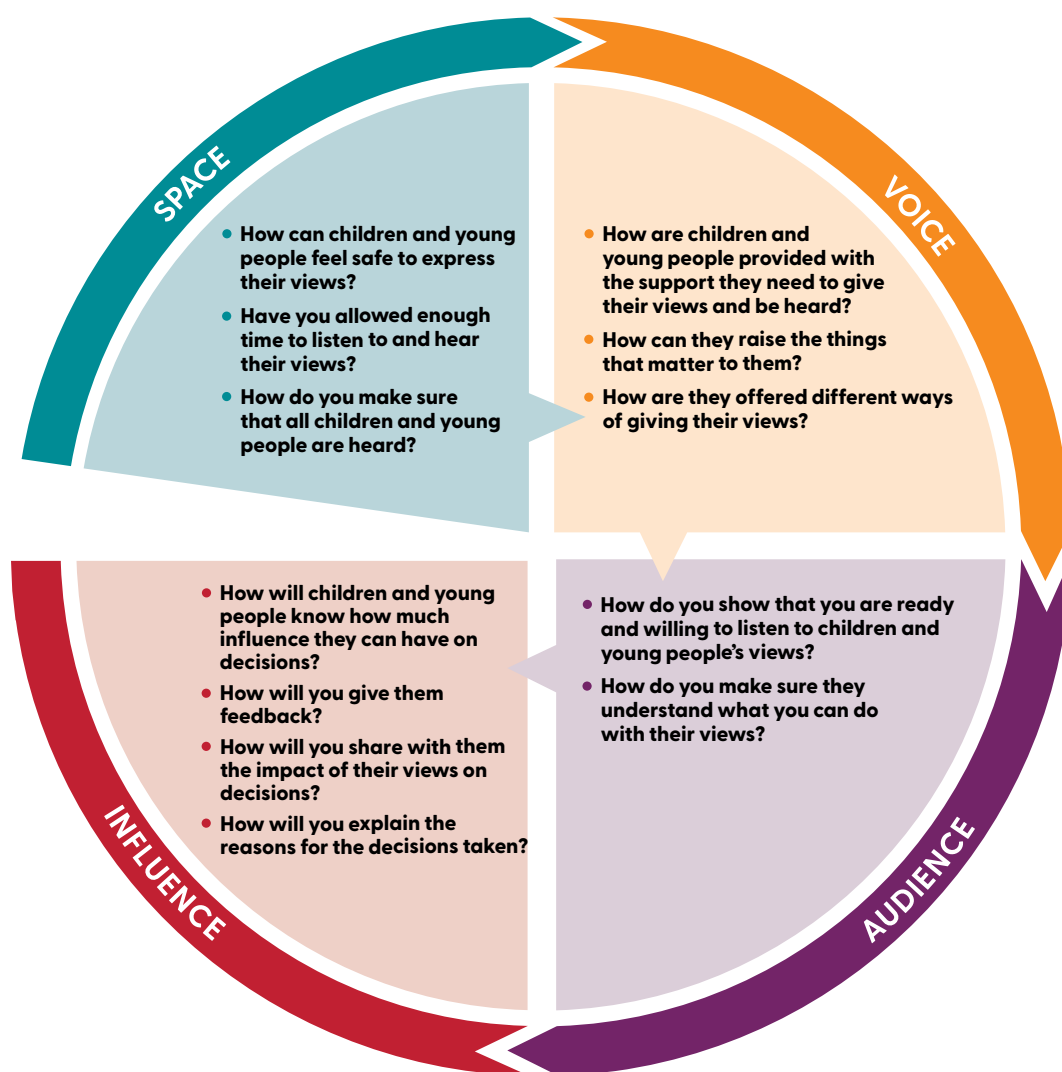 SPACE
How can children and young
people feel safe to express
their views?
Have you allowed enough
time to listen to and hear
their views?
How do you make sure
that all children and young
people are heard?
VOICE
How are children and
young people provided with
the support they need to give
their views and be heard?
How can they raise the things
that matter to them?
How are they offered different ways
of giving their views?
AUDIENCE
How do you show that you are ready
and willing to listen to children and
young people’s views?
How do you make sure they
understand what you can do
with their views?
INFLUENCE
How will children and young
people know how much
influence they can have on
decisions?
How will you give them
feedback?
How will you share with them
the impact of their views on
decisions?
How will you explain the
reasons for the decisions taken?